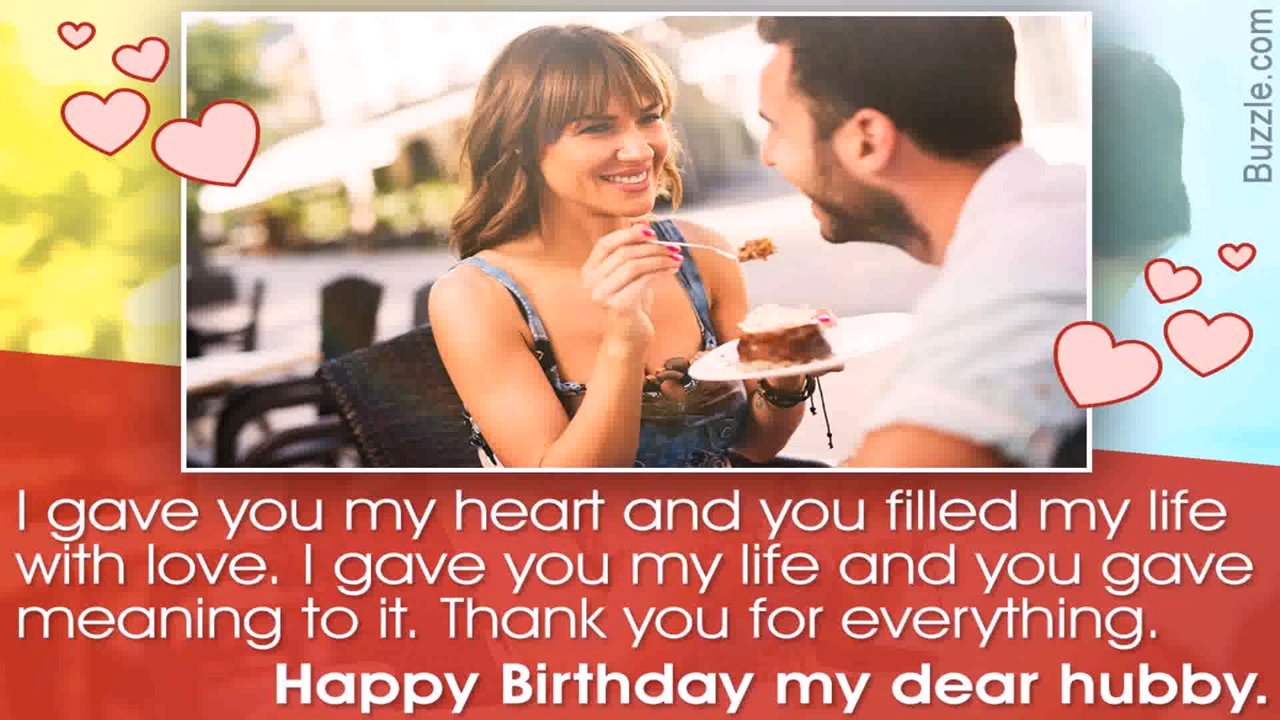 Buzzle.com
I gave you my heart and you filled my life
with love. I gave you my life and you gave
meaning to it. Thank you for everything.
Happy Birthday my dear hubby.